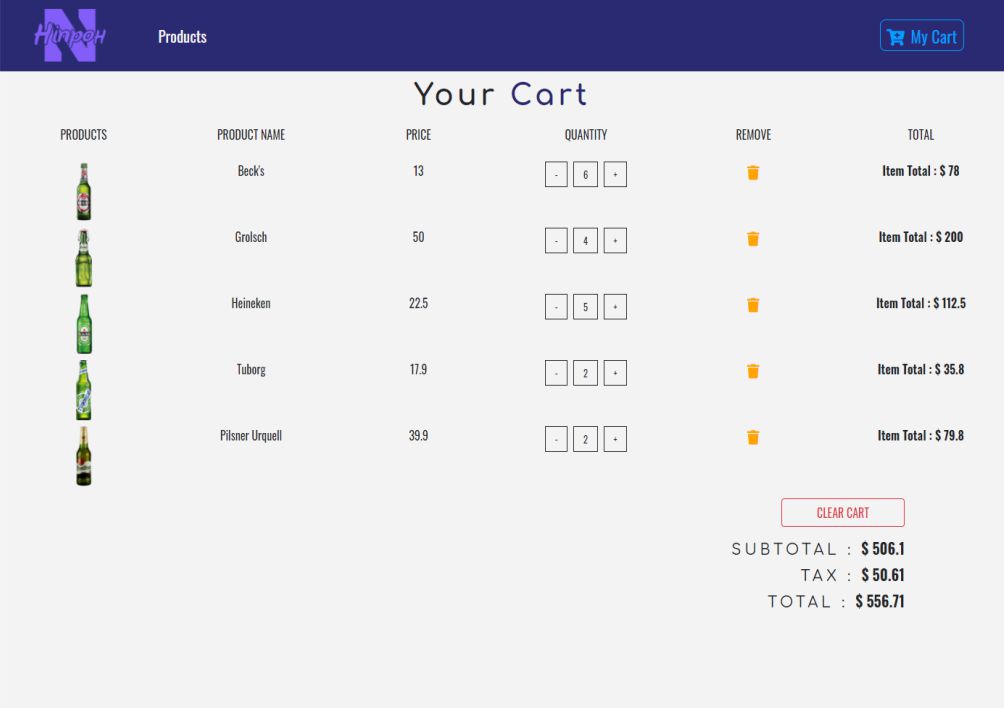 N
Hinpoh
Products
My Cart
Your Cart
PRODUCTS PRODUCT NAME PRICE QUANTITY REMOVE TOTAL
Beck's 13 - 6 + Item Total : $ 78
Grolsch 50 - 4 + Item Total : $ 200
Heineken 22.5 - 5 + Item Total : $ 112.5
Tuborg 17.9 - 2 + Item Total : $ 35.8
Pilsner Urquell 39.9 - 2 + Item Total : $ 79.8
CLEAR CART
SUBTOTAL : $ 506.1
TAX : $ 50.61
TOTAL : $ 556.71